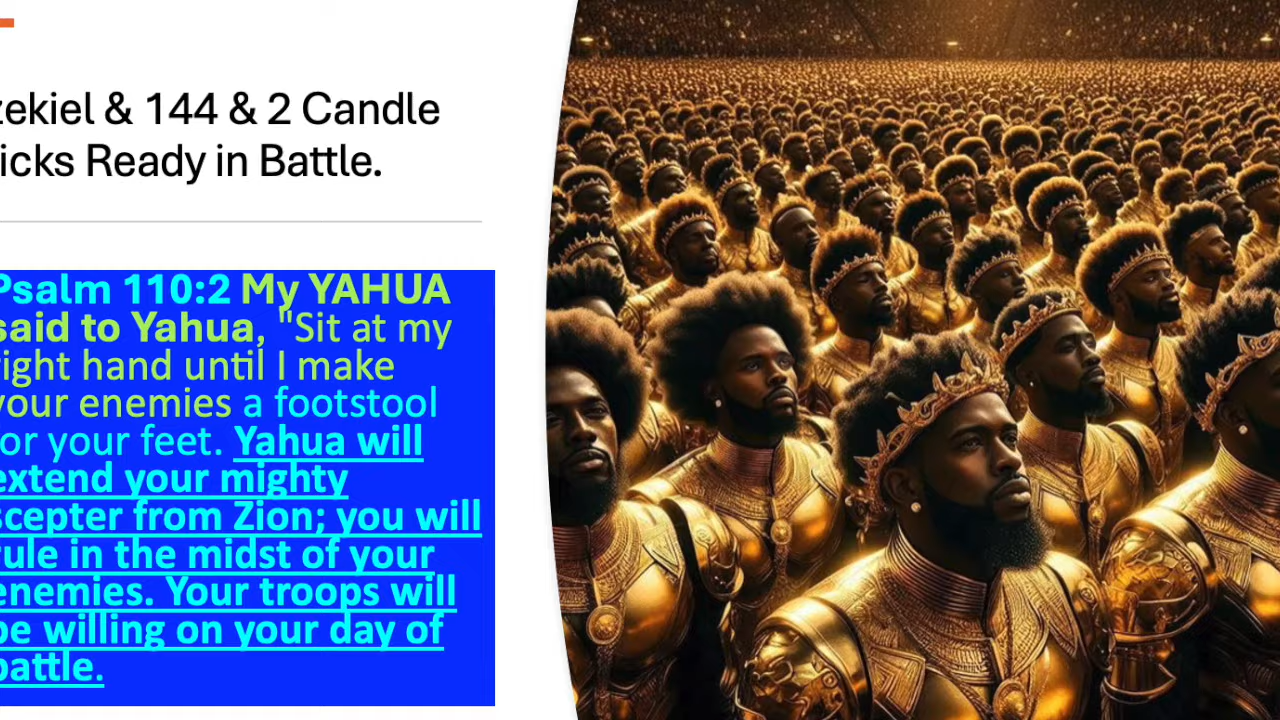 zekiel & 144 & 2 Candle
icks Ready in Battle.
Psalm 110:2 My YAHUA
said to Yahua, "Sit at my
right hand until I make
your enemies a footstool
for your feet. Yahua will
extend your mighty
scepter from Zion; you will
rule in the midst of your
enemies. Your troops will
be willing on your day of
battle.